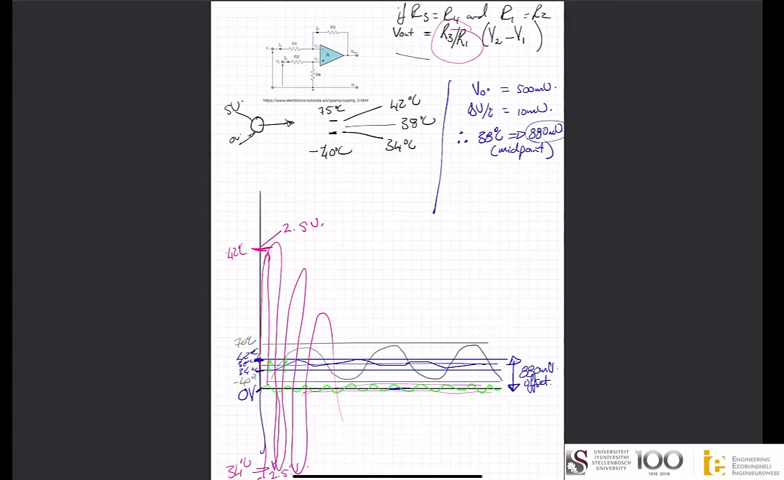 if R3 = R4 and R1 = R2
Vout = R3/R1 (V2 - V1)
https://www.electronics-tutorials.ws/opamp/opamp_5.html
5V
0V
75°C
-40°C
42°C
38°C
34°C
V0° = 500mV.
ΔV/°C = 10mV.
∴ 38°C => 880mV
(midpoint)
2.5V.
42°C
70°C
42°C
38°C
34°C
-40°
0V
880mV.
offset.
34°C
-2.5V.
UNIVERSITEIT
IYUNIVESITHI
STELLENBOSCH
UNIVERSITY
100
1918·2018
ENGINEERING
EZOBUNJINELI
INGENIEURSWESE